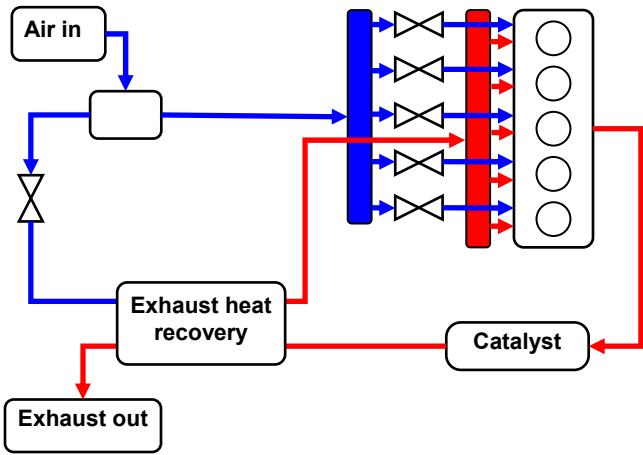 Air in
Exhaust heat
recovery
Catalyst
Exhaust out